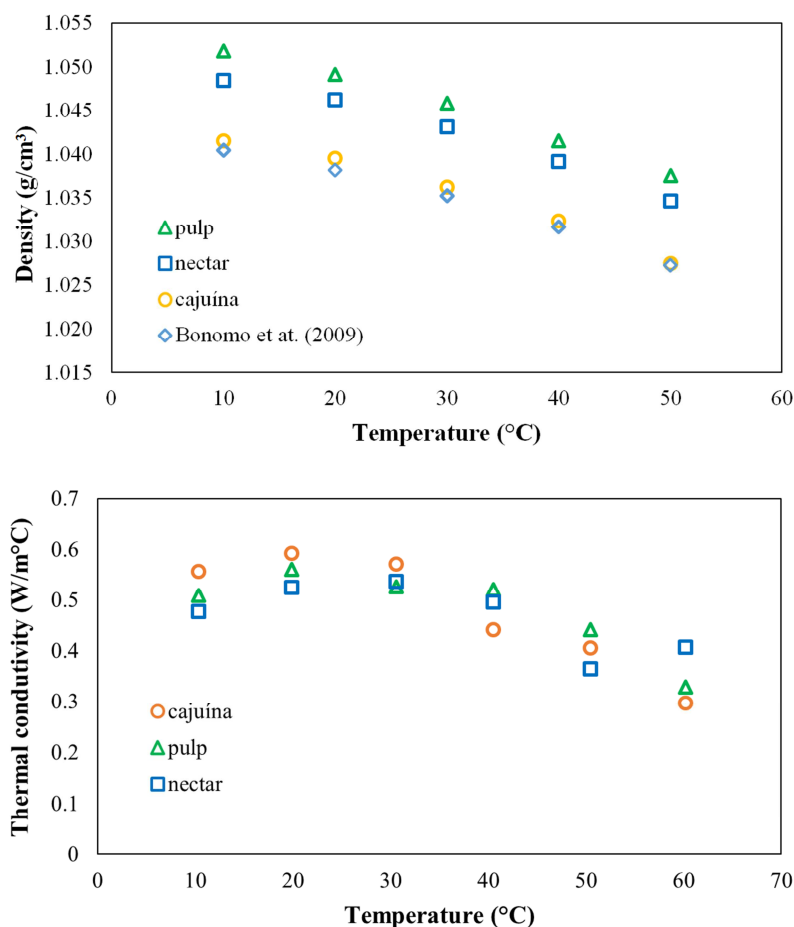 1.055
1.050
1.045
1.040
1.035
1.030
1.025
1.020
1.015
Density (g/cm³)
pulp
nectar
cajuína
Bonomo et at. (2009)
0 10 20 30 40 50 60
Temperature (°C)
0.7
0.6
0.5
0.4
0.3
0.2
0.1
0
Thermal condutivity (W/m°C)
cajuína
pulp
nectar
0 10 20 30 40 50 60 70
Temperature (°C)